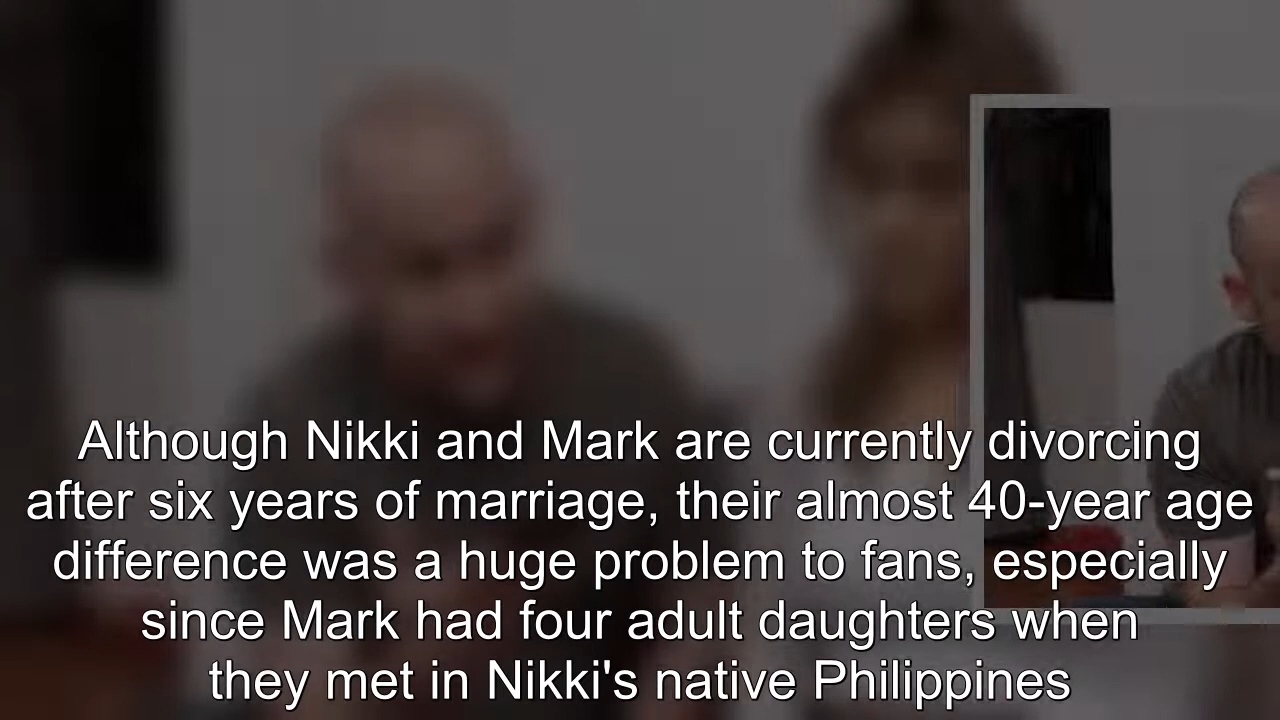 Although Nikki and Mark are currently divorcing
after six years of marriage, their almost 40-year age
difference was a huge problem to fans, especially
since Mark had four adult daughters when
they met in Nikki's native Philippines